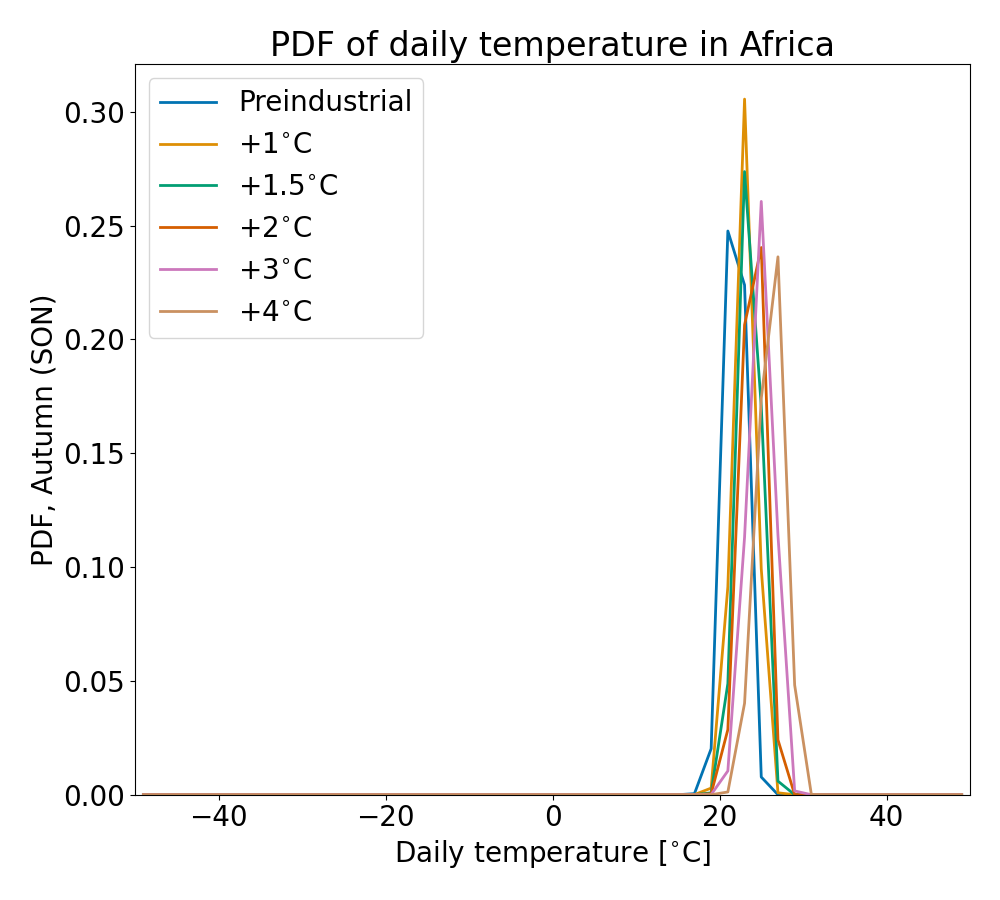 PDF of daily temperature in Africa
Preindustrial
+1°C
+1.5°C
+2°C
+3°C
+4°C
PDF, Autumn (SON)
0.30
0.25
0.20
0.15
0.10
0.05
0.00
−40
−20
0
20
40
Daily temperature [°C]